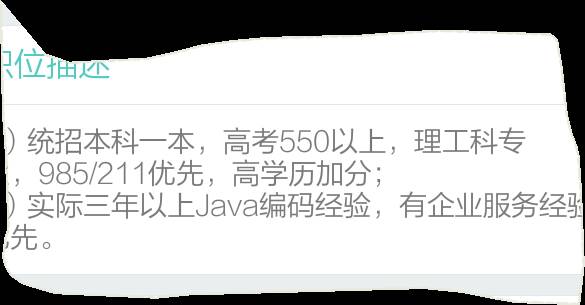 位描述
）统招本科一本，高考550以上，理工科专
，985/211优先，高学历加分；
）实际三年以上Java编码经验，有企业服务经验
先。